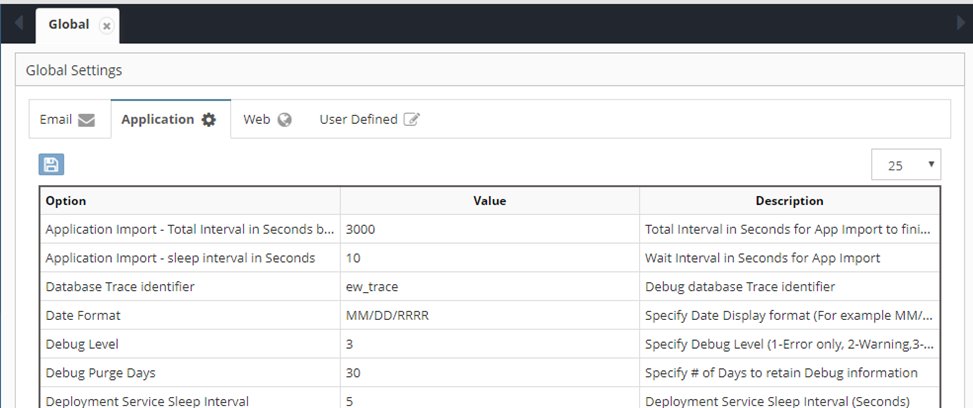 Global
Global Settings
Email Application Web User Defined
25
Option Value Description
Application Import - Total Interval in Seconds b... 3000 Total Interval in Seconds for App Import to fini...
Application Import - sleep interval in Seconds 10 Wait Interval in Seconds for App Import
Database Trace identifier ew_trace Debug database Trace identifier
Date Format MM/DD/RRRR Specify Date Display format (For example MM/...
Debug Level 3 Specify Debug Level (1-Error only, 2-Warning,3-...
Debug Purge Days 30 Specify # of Days to retain Debug information
Deployment Service Sleep Interval 5 Deployment Service Sleep Interval (Seconds)